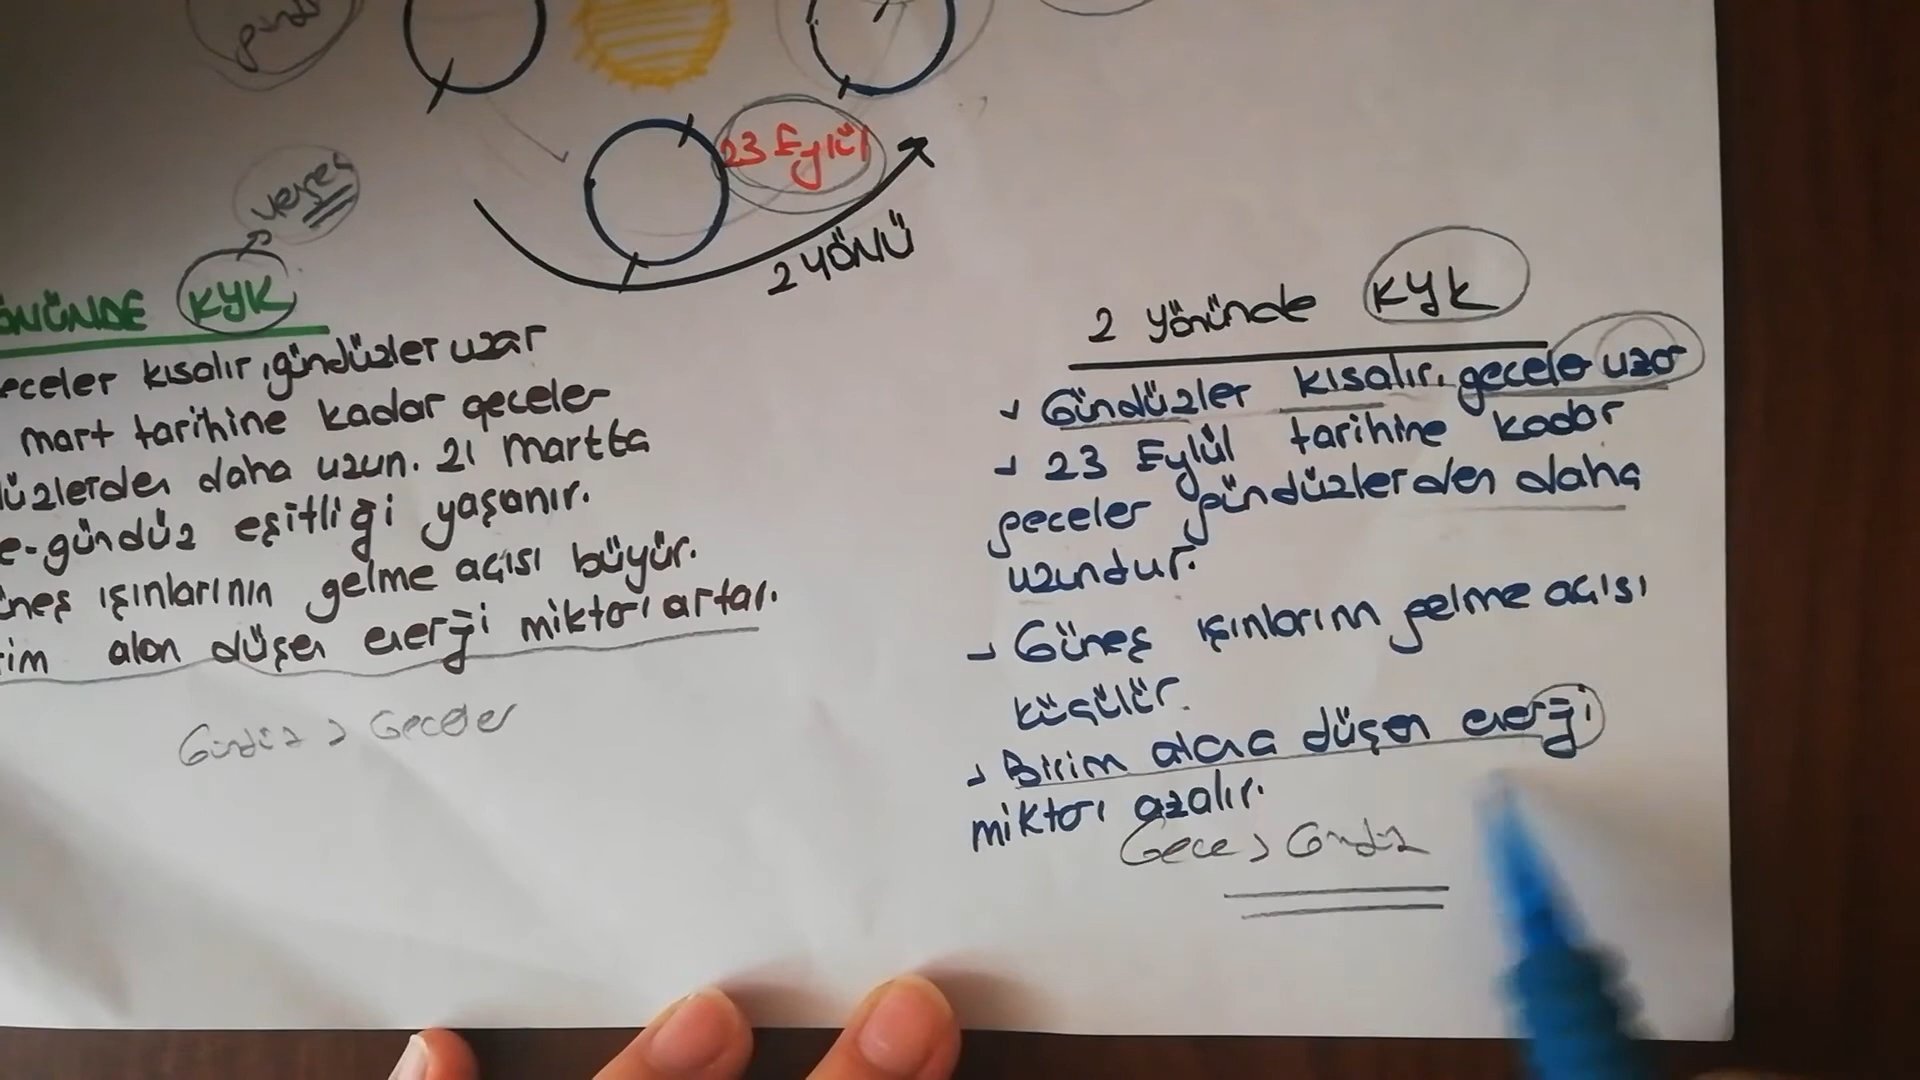 23 Eylül
2 YÖNÜ
KYK
eceler kısalır, gündüzler uzar
mart tarihine kadar geceler
üzlerden daha uzun. 21 martta
e-gündüz eşitliği yaşanır.
üneş ışınlarının gelme açısı büyür.
rim alan düşen enerji miktarı artar.
Gündüz > Geceler
2 yönünde KYK
Gündüzler kısalır, geceler uzar
23 Eylül tarihine kadar
geceler gündüzlerden daha
uzundur.
Güneş ışınlarını gelme açısı
küçülür.
Birim alana düşen enerji
miktarı azalır.
Gece > Gündüz